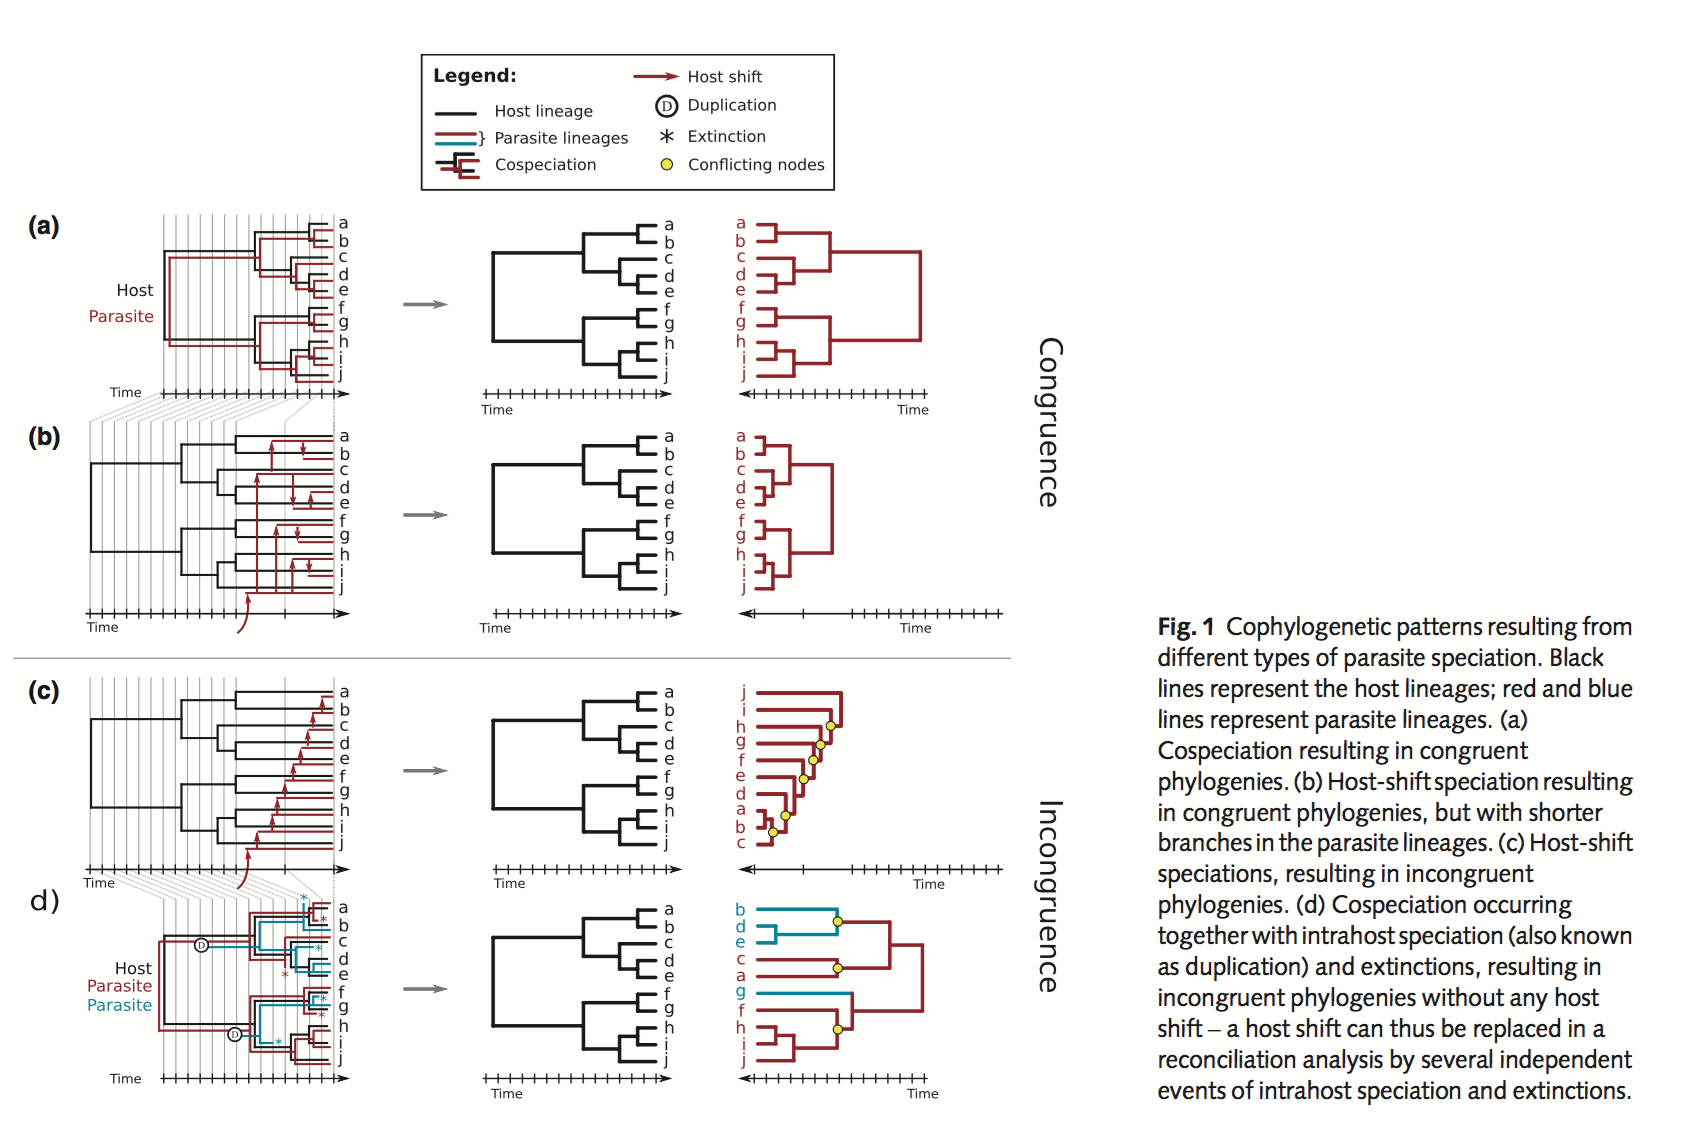 Legend:
Host lineage
Parasite lineages
Cospeciation
Host shift
D Duplication
* Extinction
Conflicting nodes
(a)
Host
Parasite
a
b
c
d
e
f
g
h
i
j
Time
a
b
c
d
e
f
g
h
i
j
Time
a
b
c
d
e
f
g
h
i
j
Time
(b)
a
b
c
d
e
f
g
h
i
j
Time
a
b
c
d
e
f
g
h
i
j
Time
a
b
c
d
e
f
g
h
i
j
Time
Congruence
(c)
a
b
c
d
e
f
g
h
i
j
Time
a
b
c
d
e
f
g
h
i
j
Time
j
i
h
g
f
e
d
a
b
c
Time
d)
Host
Parasite
Parasite
D
D
*
*
*
*
*
*
*
a
b
c
d
e
f
g
h
i
j
Time
a
b
c
d
e
f
g
h
i
j
Time
b
d
e
c
a
g
f
h
i
j
Time
Incongruence
Fig. 1 Cophylogenetic patterns resulting from
different types of parasite speciation. Black
lines represent the host lineages; red and blue
lines represent parasite lineages. (a)
Cospeciation resulting in congruent
phylogenies. (b) Host-shift speciation resulting
in congruent phylogenies, but with shorter
branches in the parasite lineages. (c) Host-shift
speciations, resulting in incongruent
phylogenies. (d) Cospeciation occurring
together with intrahost speciation (also known
as duplication) and extinctions, resulting in
incongruent phylogenies without any host
shift – a host shift can thus be replaced in a
reconciliation analysis by several independent
events of intrahost speciation and extinctions.